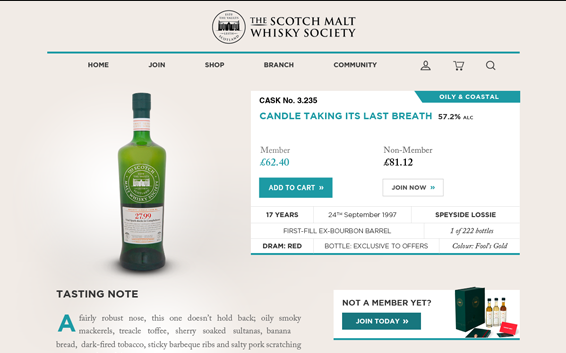 THE SCOTCH MALT
WHISKY SOCIETY
HOME JOIN SHOP BRANCH COMMUNITY
OILY & COASTAL
CASK No. 3.235
CANDLE TAKING ITS LAST BREATH 57.2% ALC
Member Non-Member
£62.40 £81.12
ADD TO CART » JOIN NOW »
17 YEARS 24TH September 1997 SPEYSIDE LOSSIE
FIRST-FILL EX-BOURBON BARREL 1 of 222 bottles
DRAM: RED BOTTLE: EXCLUSIVE TO OFFERS Colour: Fool's Gold
27.99
TASTING NOTE
A fairly robust nose, this one doesn't hold back; oily smoky
mackerels, treacle toffee, sherry soaked sultanas, banana
bread, dark-fired tobacco, sticky barbeque ribs and salty pork scratching
NOT A MEMBER YET?
JOIN TODAY »